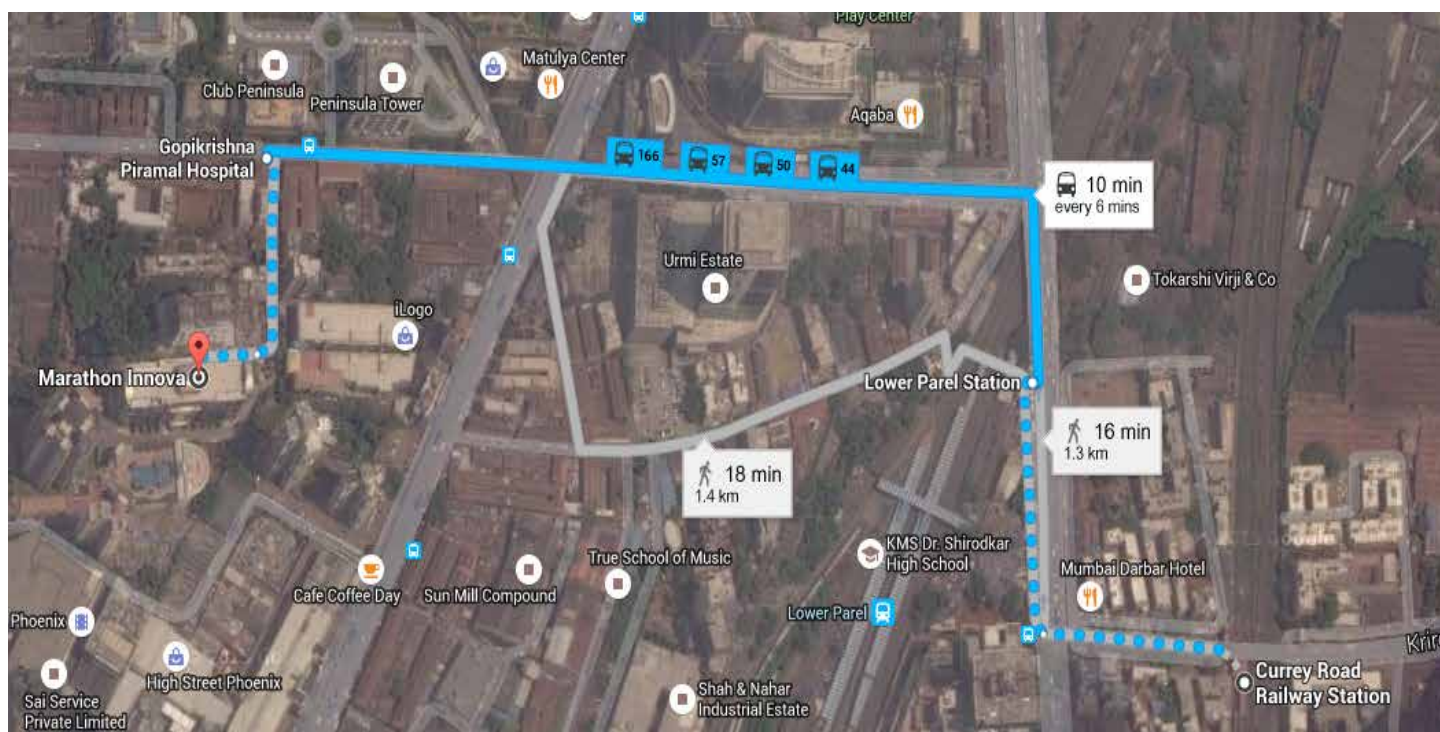 Play Center
Matulya Center
Club Peninsula
Peninsula Tower
Aqaba
Gopikrishna
Piramal Hospital
166
57
50
44
10 min
every 6 mins
Urmi Estate
Tokarshi Virji & Co
iLogo
Marathon Innova
Lower Parel Station
16 min
1.3 km
18 min
1.4 km
KMS Dr. Shirodkar
High School
True School of Music
Mumbai Darbar Hotel
Cafe Coffee Day
Sun Mill Compound
Lower Parel
Phoenix
High Street Phoenix
Sai Service
Private Limited
Shah & Nahar
Industrial Estate
Currey Road
Railway Station